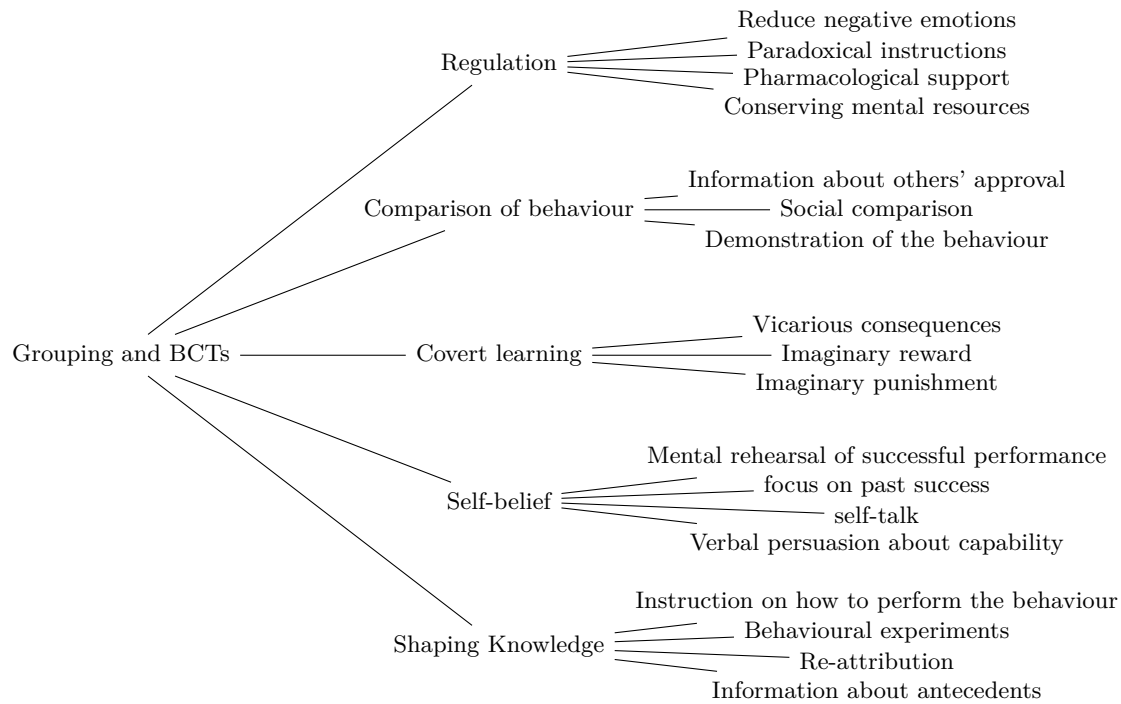 Grouping and BCTs
Regulation
Reduce negative emotions
Paradoxical instructions
Pharmacological support
Conserving mental resources
Comparison of behaviour
Information about others' approval
Social comparison
Demonstration of the behaviour
Covert learning
Vicarious consequences
Imaginary reward
Imaginary punishment
Self-belief
Mental rehearsal of successful performance
focus on past success
self-talk
Verbal persuasion about capability
Shaping Knowledge
Instruction on how to perform the behaviour
Behavioural experiments
Re-attribution
Information about antecedents